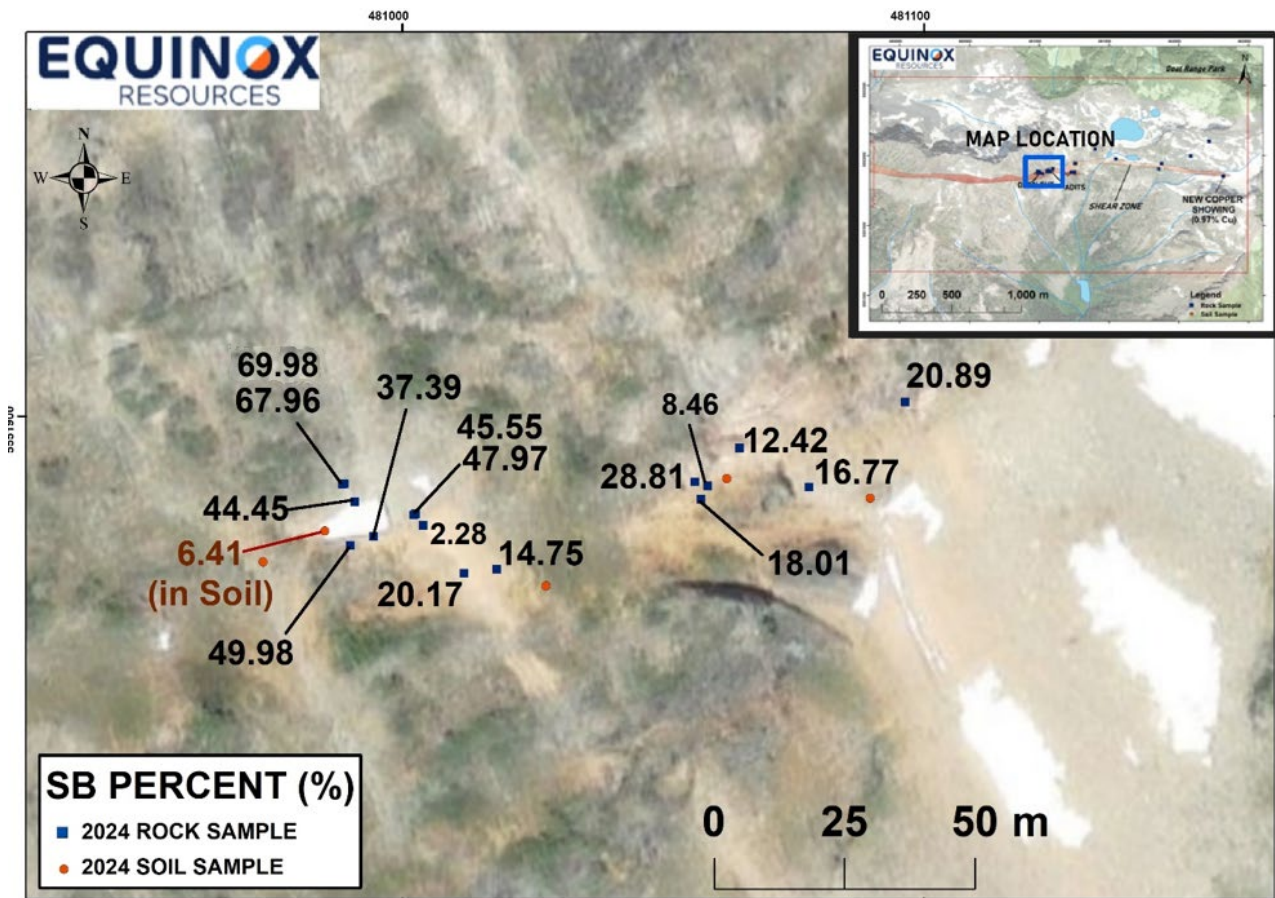 481000
481100
EQUINOX
RESOURCES
N
W
E
S
EQUINOX
RESOURCES
Goat Range Park
N
MAP LOCATION
ADITS
SHEAR ZONE
NEW COPPER
SHOWING
(0.97% Cu)
0 250 500 1,000 m
Legend
Rock Sample
Soil Sample
69.98
67.96
37.39
45.55
47.97
44.45
2.28
6.41
(in Soil)
14.75
20.17
49.98
20.89
8.46
12.42
28.81
16.77
18.01
SB PERCENT (%)
2024 ROCK SAMPLE
2024 SOIL SAMPLE
0 25 50 m